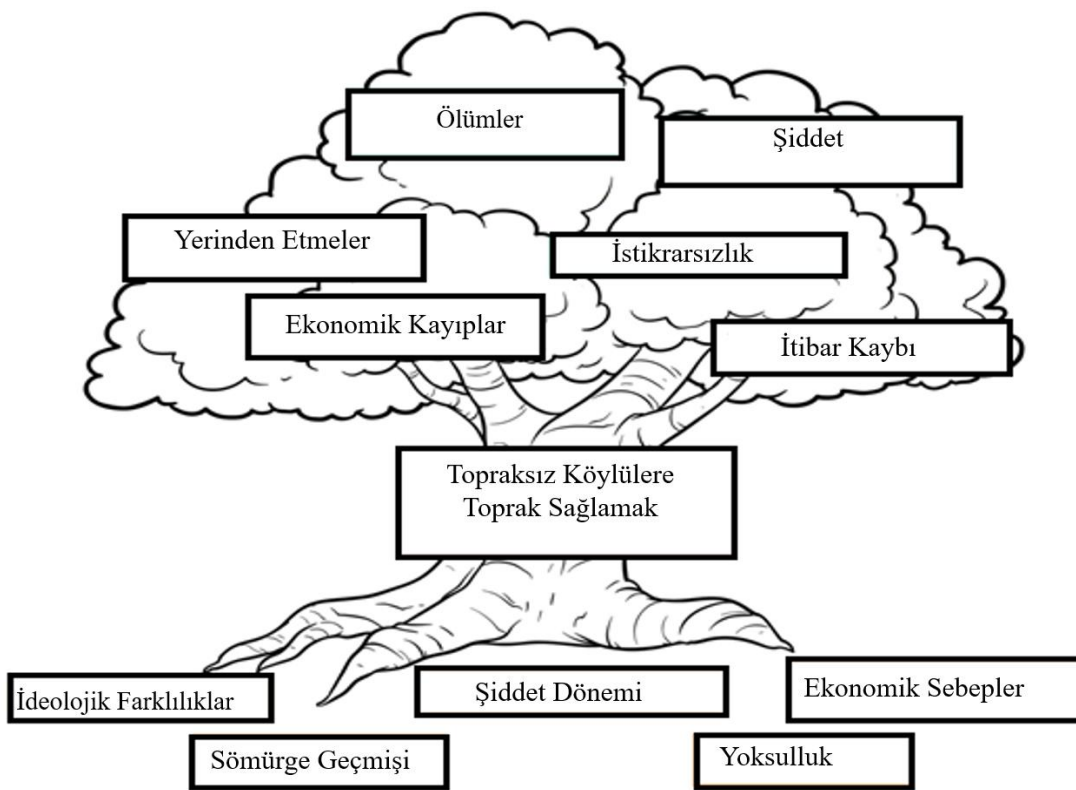 Ölümler
Şiddet
Yerinden Etmeler
İstikrarsızlık
Ekonomik Kayıplar
İtibar Kaybı
Topraksız Köylülere
Toprak Sağlamak
İdeolojik Farklılıklar
Şiddet Dönemi
Ekonomik Sebepler
Sömürge Geçmişi
Yoksulluk